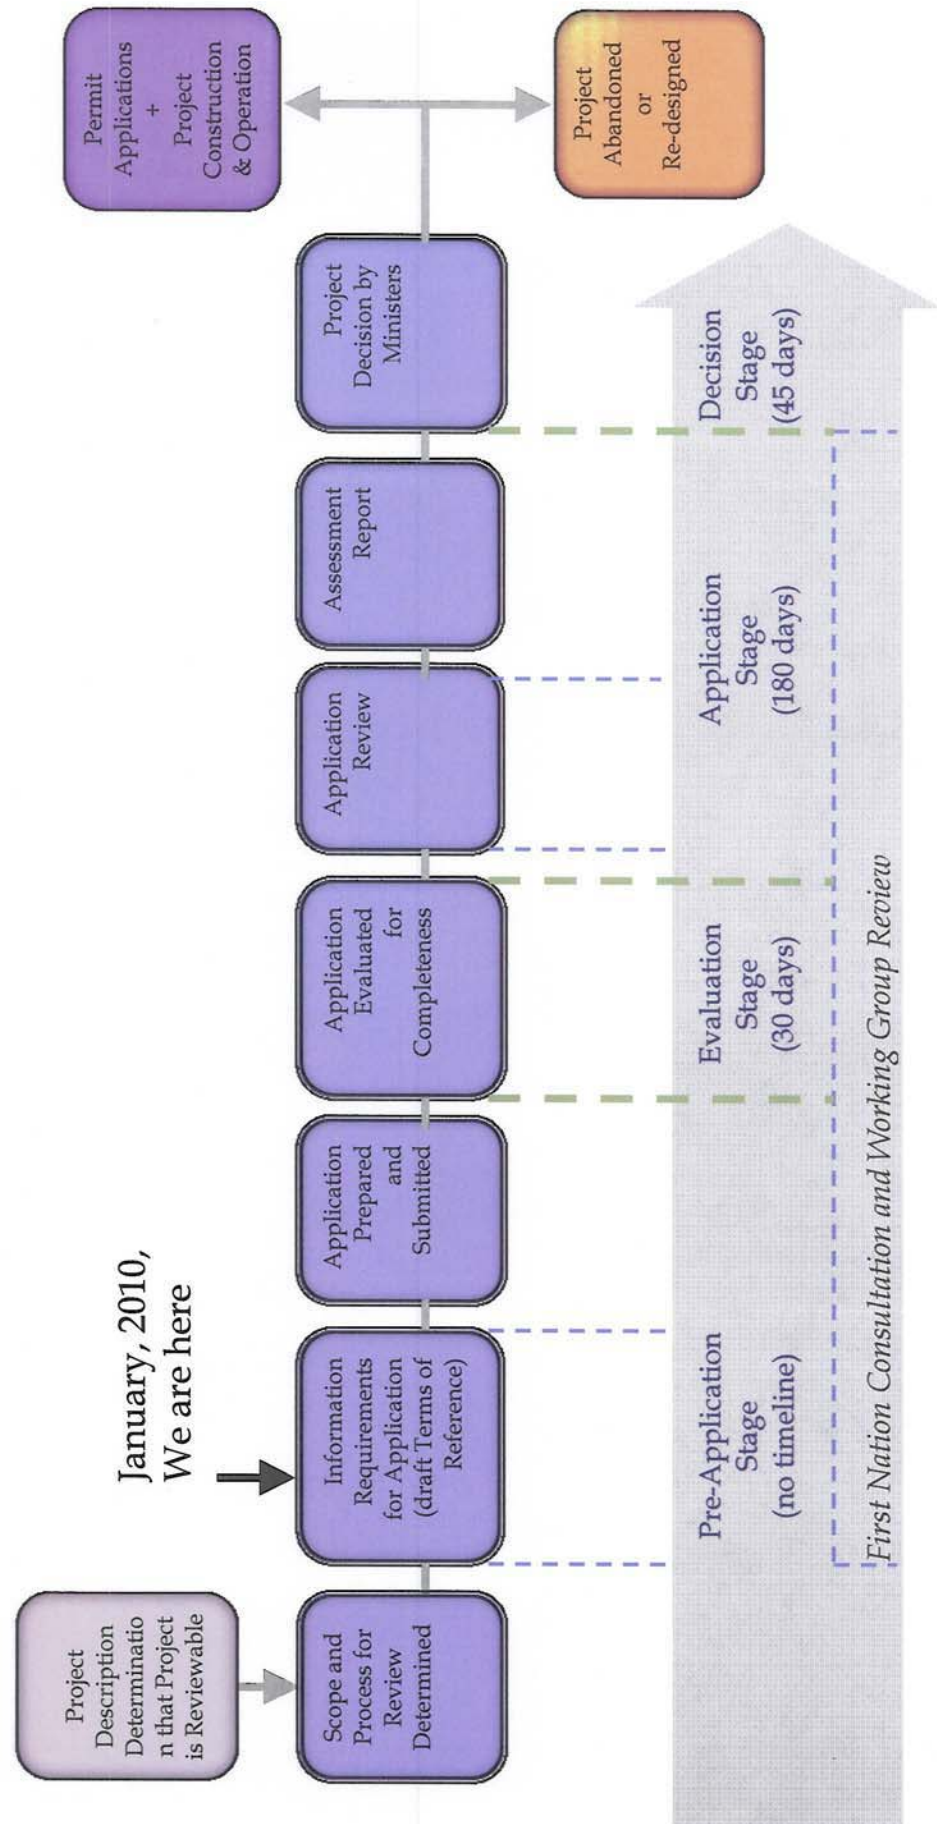 Project
Description
Determinatio
n that Project
is Reviewable
January, 2010,
We are here
Scope and
Process for
Review
Determined
Information
Requirements
for Application
(draft Terms of
Reference)
Application
Prepared
and
Submitted
Application
Evaluated
for
Completeness
Application
Review
Assessment
Report
Project
Decision by
Ministers
Permit
Applications
+
Project
Construction
& Operation
Project
Abandoned
or
Re-designed
Pre-Application
Stage
(no timeline)
Evaluation
Stage
(30 days)
Application
Stage
(180 days)
Decision
Stage
(45 days)
First Nation Consultation and Working Group Review